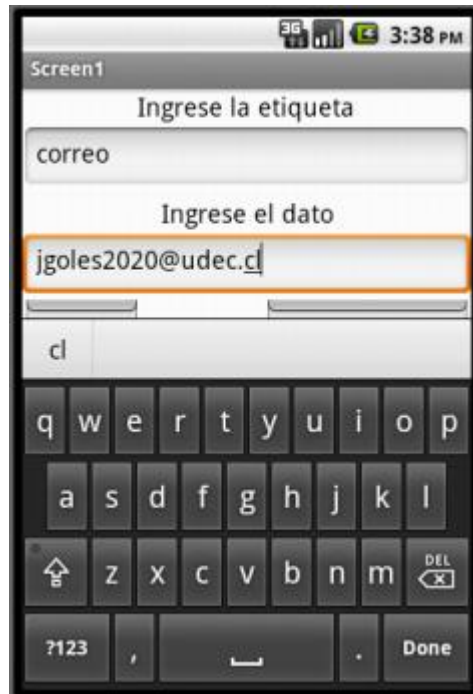 3G 3:38 PM
Screen1
Ingrese la etiqueta
correo
Ingrese el dato
jgoles2020@udec.cl
cl
q w e r t y u i o p
a s d f g h j k l
z x c v b n m DEL
?123 , . Done